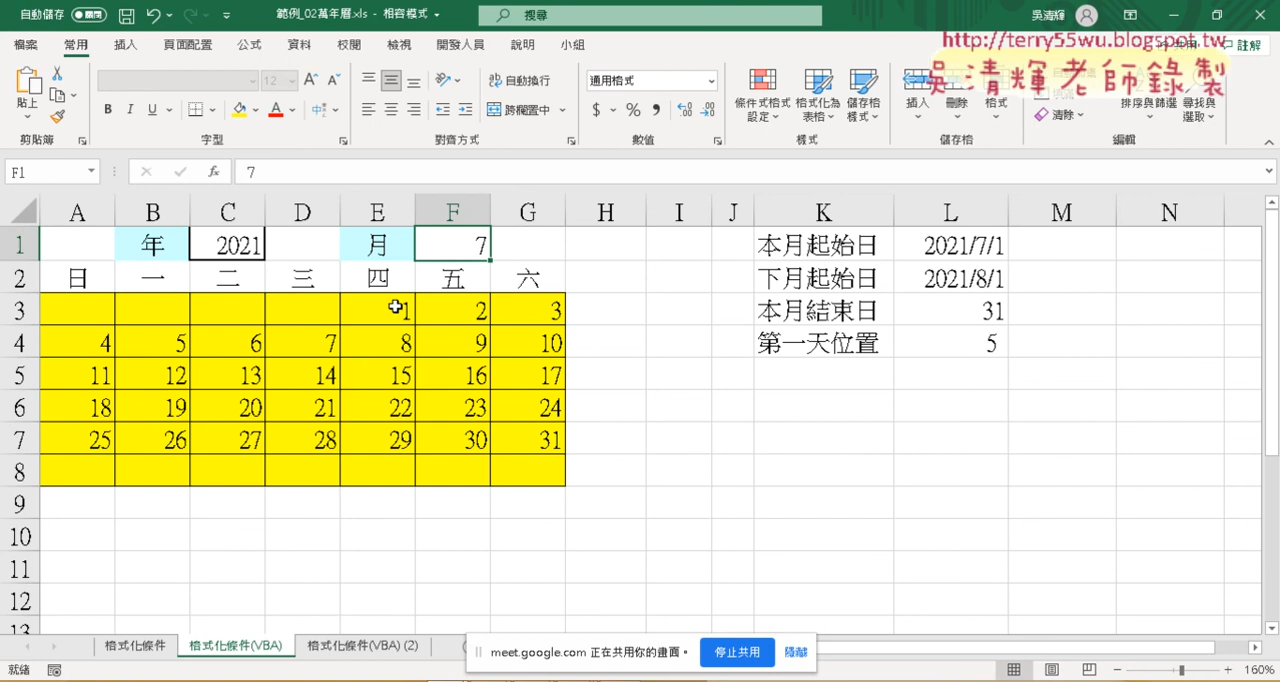 自動儲存
範例_02萬年曆.xls - 相容模式
搜尋
吳清輝
檔案 常用 插入 頁面配置 公式 資料 校閱 檢視 開發人員 說明 小組
註解
http://terry55wu.blogspot.tw
吳清輝老師錄製
貼上
12
自動換行
跨欄置中
通用格式
條件式格式設定
格式化為表格
儲存格樣式
插入 刪除 格式
清除
排序與篩選
尋找與選取
剪貼簿 字型 對齊方式 數值 樣式 儲存格 編輯
F1 fx 7
A B C D E F G H I J K L M N
1 年 2021 月 7 本月起始日 2021/7/1
2 日 一 二 三 四 五 六 下月起始日 2021/8/1
3 1 2 3 本月結束日 31
4 4 5 6 7 8 9 10 第一天位置 5
5 11 12 13 14 15 16 17
6 18 19 20 21 22 23 24
7 25 26 27 28 29 30 31
8
9
10
11
12
13
格式化條件 格式化條件(VBA) 格式化條件(VBA) (2)
meet.google.com 正在共用你的畫面。 停止共用 隱藏
就緒 160%